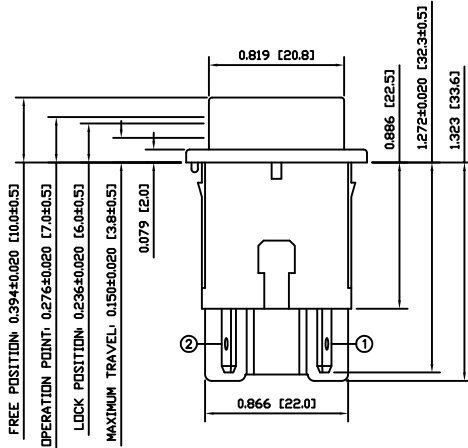 0.819 [20.8]
0.886 [22.5]
1.272±0.020 [32.3±0.5]
1.323 [33.6]
FREE POSITION: 0.394±0.020 [10.0±0.5]
OPERATION POINT: 0.276±0.020 [7.0±0.5]
LOCK POSITION: 0.236±0.020 [6.0±0.5]
MAXIMUM TRAVEL: 0.150±0.020 [3.8±0.5]
0.079 [2.0]
2
1
0.866 [22.0]